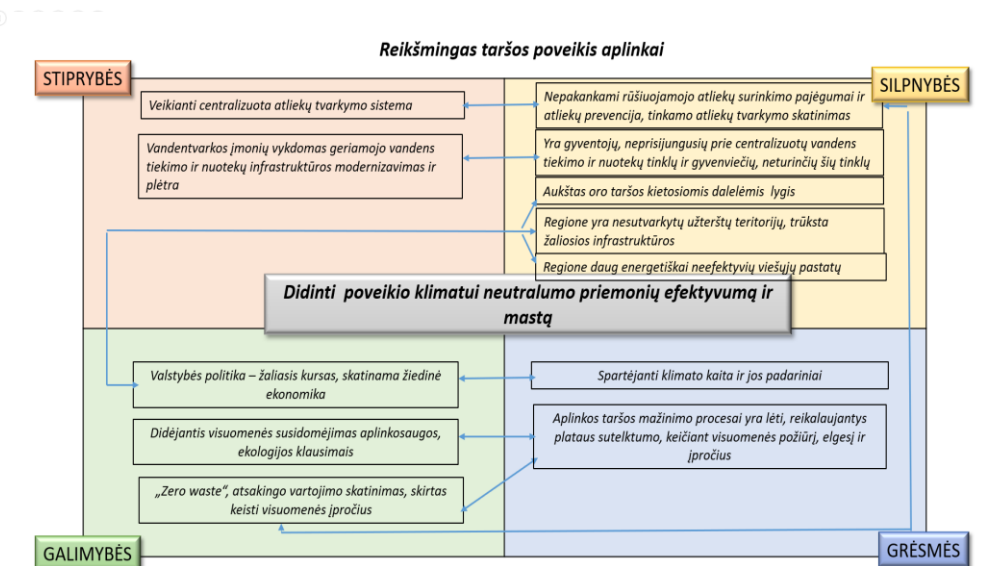 Reikšmingas taršos poveikis aplinkai
STIPRYBĖS
SILPNYBĖS
Veikianti centralizuota atliekų tvarkymo sistema
Vandentvarkos įmonių vykdomas geriamojo vandens
tiekimo ir nuotekų infrastruktūros modernizavimas ir
plėtra
Nepakankami rūšiuojamojo atliekų surinkimo pajėgumai ir
atliekų prevencija, tinkamo atliekų tvarkymo skatinimas
Yra gyventojų, neprisijungusių prie centralizuotų vandens
tiekimo ir nuotekų tinklų ir gyvenviečių, neturinčių šių tinklų
Aukštas oro taršos kietosiomis dalelėmis lygis
Regione yra nesutvarkytų užterštų teritorijų, trūksta
žaliosios infrastruktūros
Regione daug energetiškai neefektyvių viešųjų pastatų
Didinti poveikio klimatui neutralumo priemonių efektyvumą ir
mastą
Valstybės politika – žaliasis kursas, skatinama žiedinė
ekonomika
Didėjantis visuomenės susidomėjimas aplinkosaugos,
ekologijos klausimais
„Zero waste“, atsakingo vartojimo skatinimas, skirtas
keisti visuomenės įpročius
Spartėjanti klimato kaita ir jos padariniai
Aplinkos taršos mažinimo procesai yra lėti, reikalaujantys
plataus sutelktumo, keičiant visuomenės požiūrį, elgesį ir
įpročius
GALIMYBĖS
GRĖSMĖS